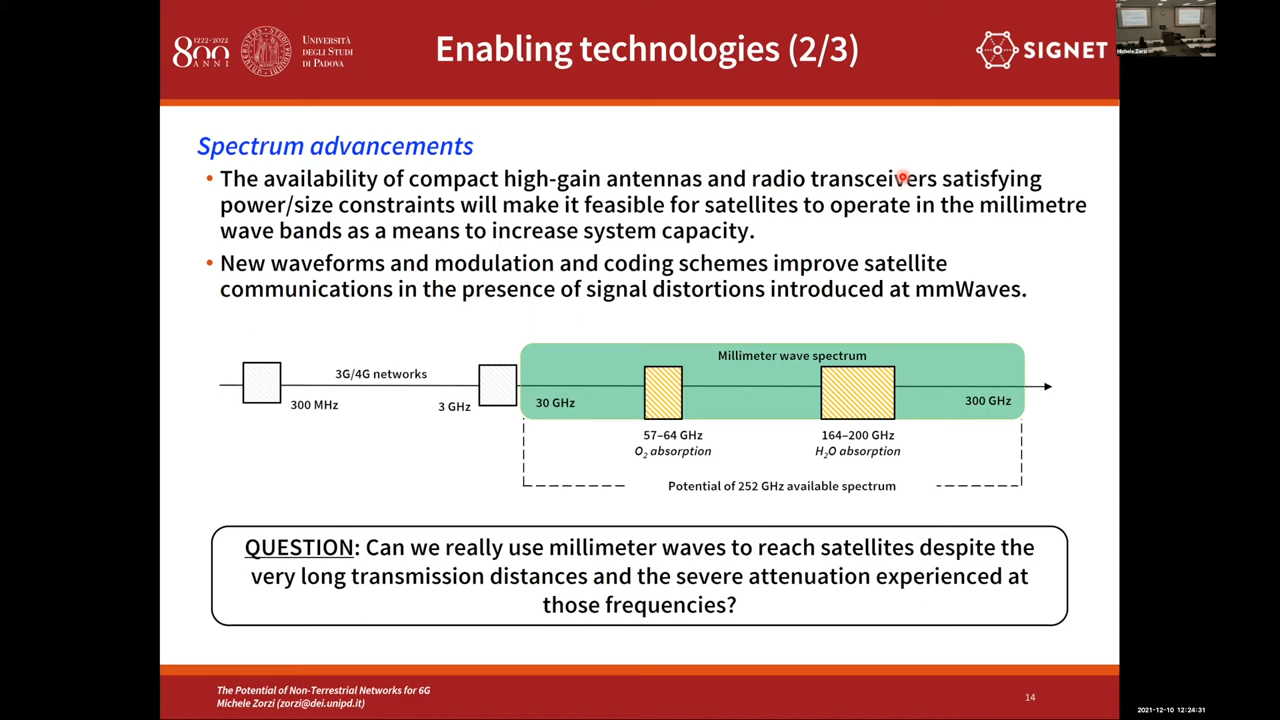 1222·2022
800
ANNI
UNIVERSITÀ
DEGLI STUDI
DI PADOVA
Enabling technologies (2/3)
SIGNET
Michele Zorzi
Spectrum advancements
• The availability of compact high-gain antennas and radio transceivers satisfying
power/size constraints will make it feasible for satellites to operate in the millimetre
wave bands as a means to increase system capacity.
• New waveforms and modulation and coding schemes improve satellite
communications in the presence of signal distortions introduced at mmWaves.
Millimeter wave spectrum
3G/4G networks
300 MHz
3 GHz
30 GHz
300 GHz
57–64 GHz
O2 absorption
164–200 GHz
H2O absorption
Potential of 252 GHz available spectrum
QUESTION: Can we really use millimeter waves to reach satellites despite the
very long transmission distances and the severe attenuation experienced at
those frequencies?
The Potential of Non-Terrestrial Networks for 6G
Michele Zorzi (zorzi@dei.unipd.it)
14
2021-12-10 12:24:31